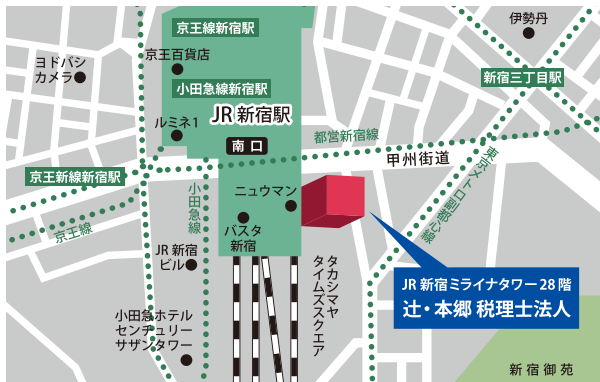 京王線新宿駅
伊勢丹
京王百貨店
ヨドバシ
カメラ
新宿三丁目駅
小田急線新宿駅
JR 新宿駅
ルミネ1
都営新宿線
南 口
甲州街道
東京メトロ副都心線
京王新線新宿駅
小田急線
ニュウマン
京王線
バスタ
新宿
JR 新宿
ビル
タカシマヤ
タイムズスクエア
JR 新宿ミライナタワー 28 階
辻・本郷 税理士法人
小田急ホテル
センチュリー
サザンタワー
新宿御苑